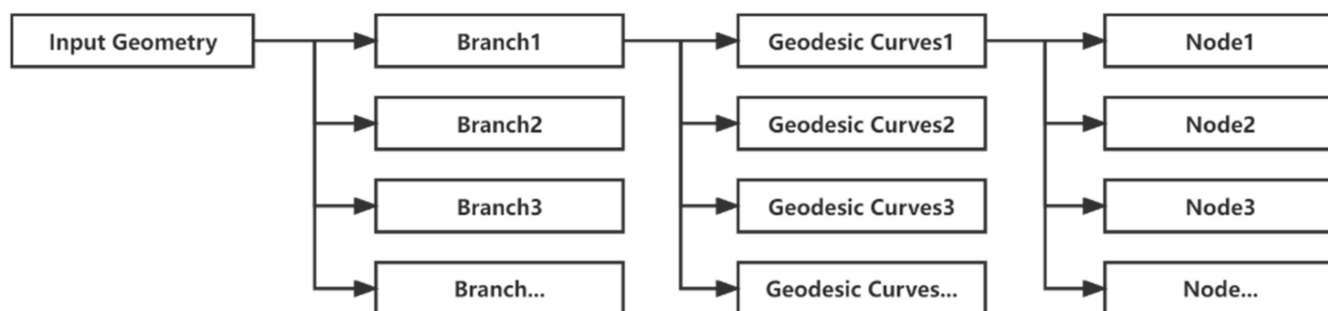 Input Geometry
Branch1
Geodesic Curves1
Node1
Branch2
Geodesic Curves2
Node2
Branch3
Geodesic Curves3
Node3
Branch...
Geodesic Curves...
Node...